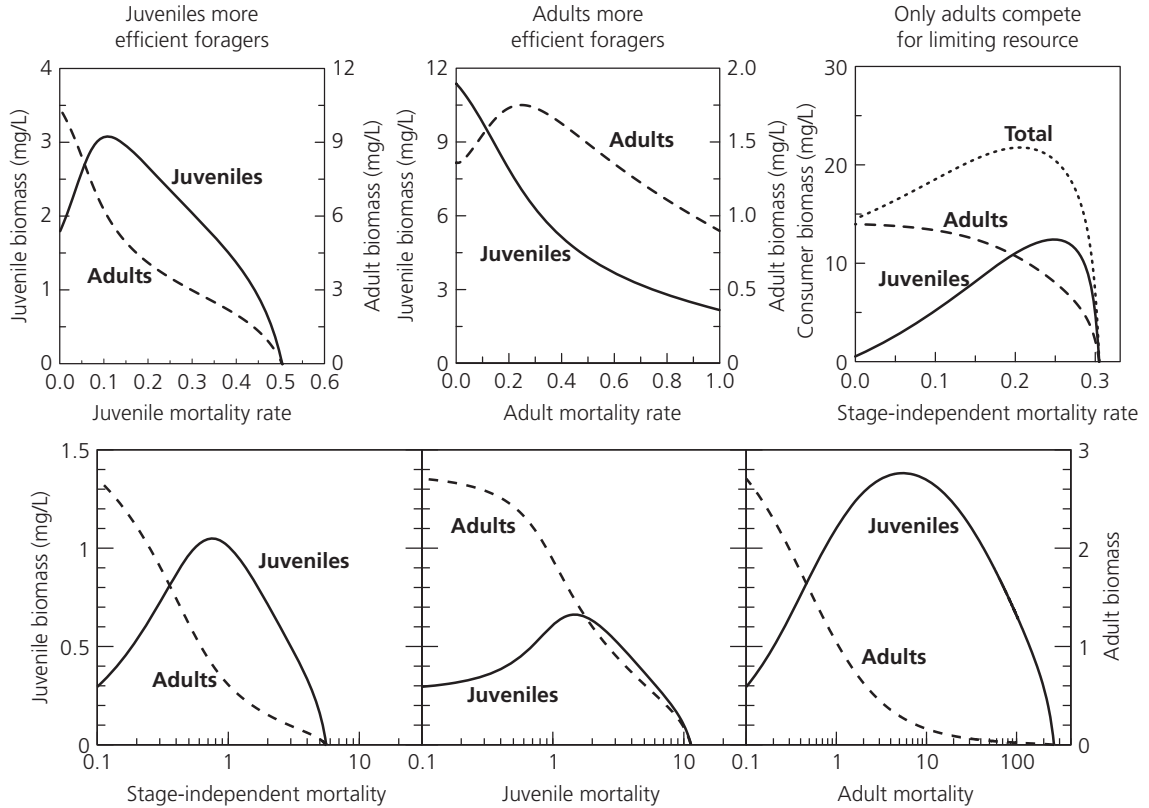 Juveniles more
efficient foragers
Adults more
efficient foragers
Only adults compete
for limiting resource
4
3
2
1
0
Juvenile biomass (mg/L)
12
9
6
3
0
Adult biomass (mg/L)
Juveniles
Adults
0.0 0.1 0.2 0.3 0.4 0.5 0.6
Juvenile mortality rate
12
9
6
3
0
Juvenile biomass (mg/L)
2.0
1.5
1.0
0.5
0
Adult biomass (mg/L)
Adults
Juveniles
0.0 0.2 0.4 0.6 0.8 1.0
Adult mortality rate
30
20
10
0
Consumer biomass (mg/L)
Total
Adults
Juveniles
0.0 0.1 0.2 0.3
Stage-independent mortality rate
1.5
1
0.5
0
Juvenile biomass (mg/L)
Juveniles
Adults
0.1 1 10
Stage-independent mortality
Adults
Juveniles
0.1 1 10
Juvenile mortality
Juveniles
Adults
0.1 1 10 100
Adult mortality
3
2
1
0
Adult biomass